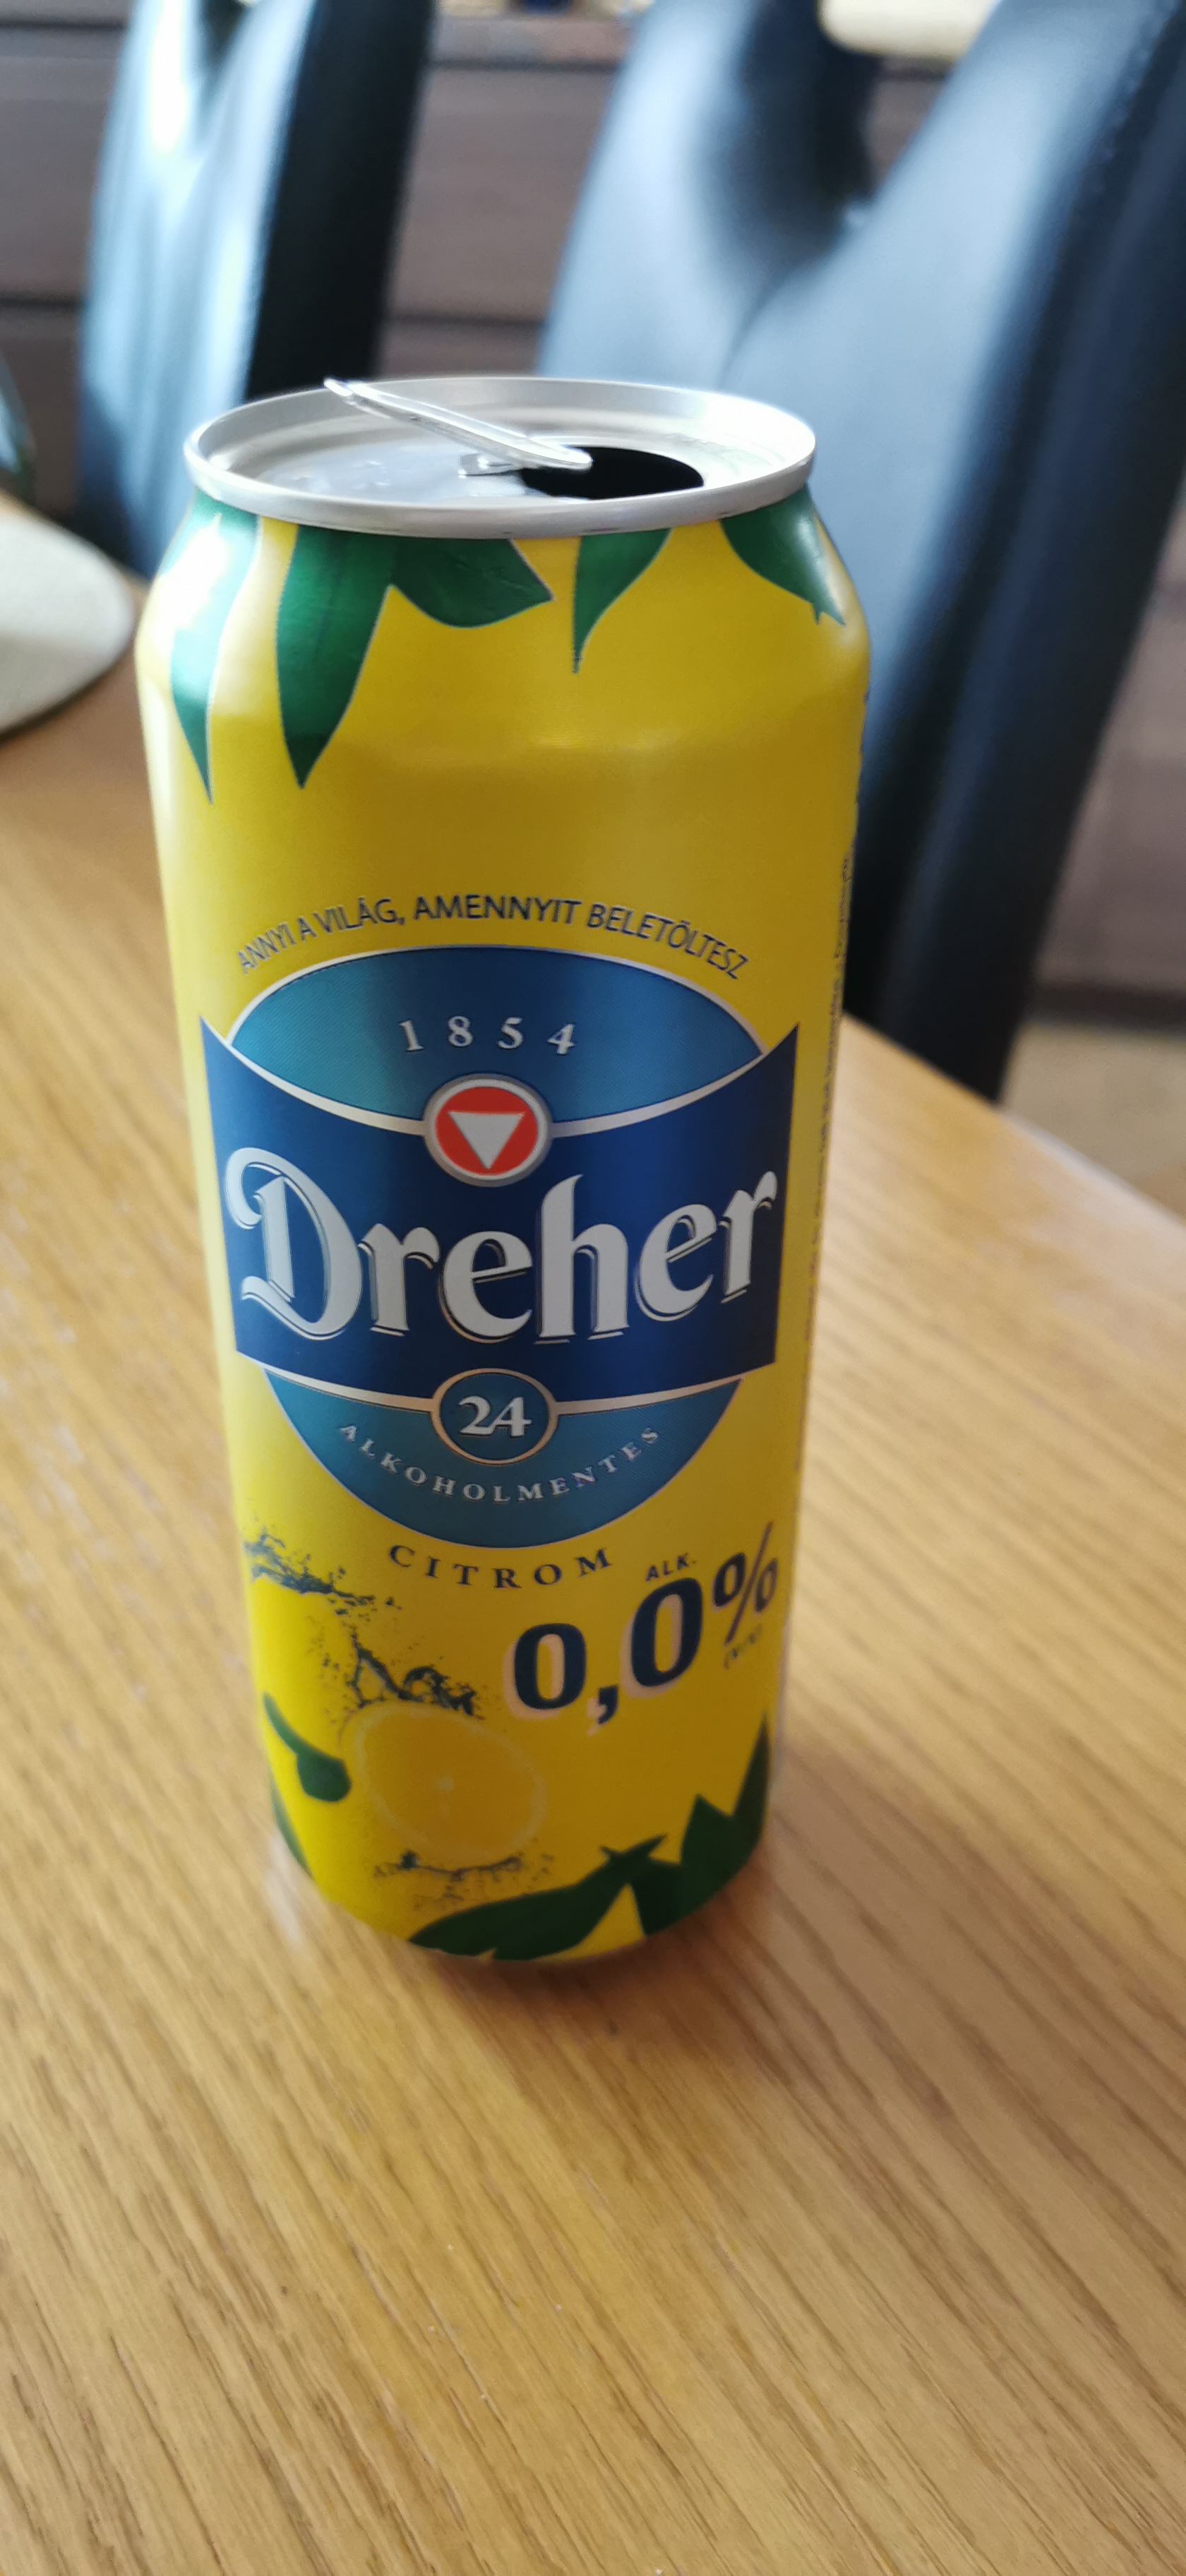 ANNYI A VILÁG, AMENNYIT BELETÖLTESZ
1854
Dreher
24
ALKOHOLMENTES
CITROM
ALK.
0,0%